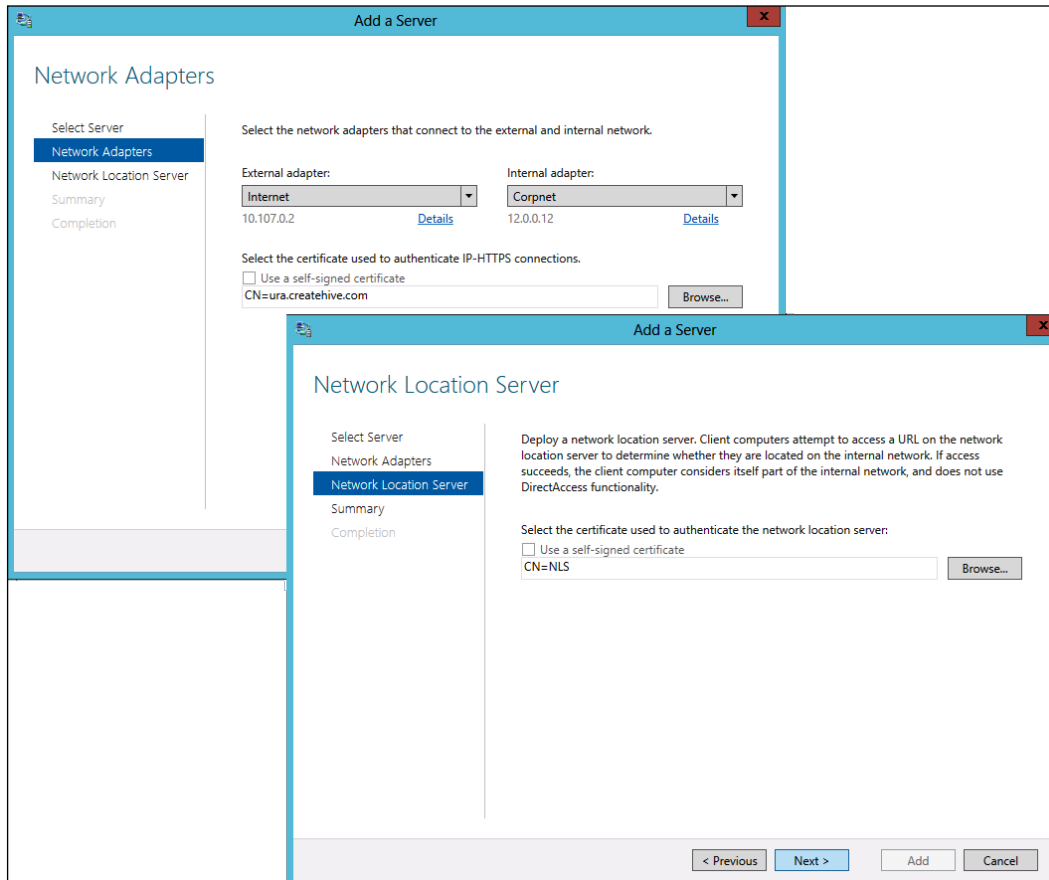 Add a Server
x
Network Adapters
Select Server
Network Adapters
Network Location Server
Summary
Completion
Select the network adapters that connect to the external and internal network.
External adapter: Internal adapter:
Internet Corpnet
10.107.0.2 Details 12.0.0.12 Details
Select the certificate used to authenticate IP-HTTPS connections.
Use a self-signed certificate
CN=ura.createhive.com Browse...
Add a Server
x
Network Location Server
Select Server
Network Adapters
Network Location Server
Summary
Completion
Deploy a network location server. Client computers attempt to access a URL on the network
location server to determine whether they are located on the internal network. If access
succeeds, the client computer considers itself part of the internal network, and does not use
DirectAccess functionality.
Select the certificate used to authenticate the network location server:
Use a self-signed certificate
CN=NLS Browse...
< Previous Next > Add Cancel